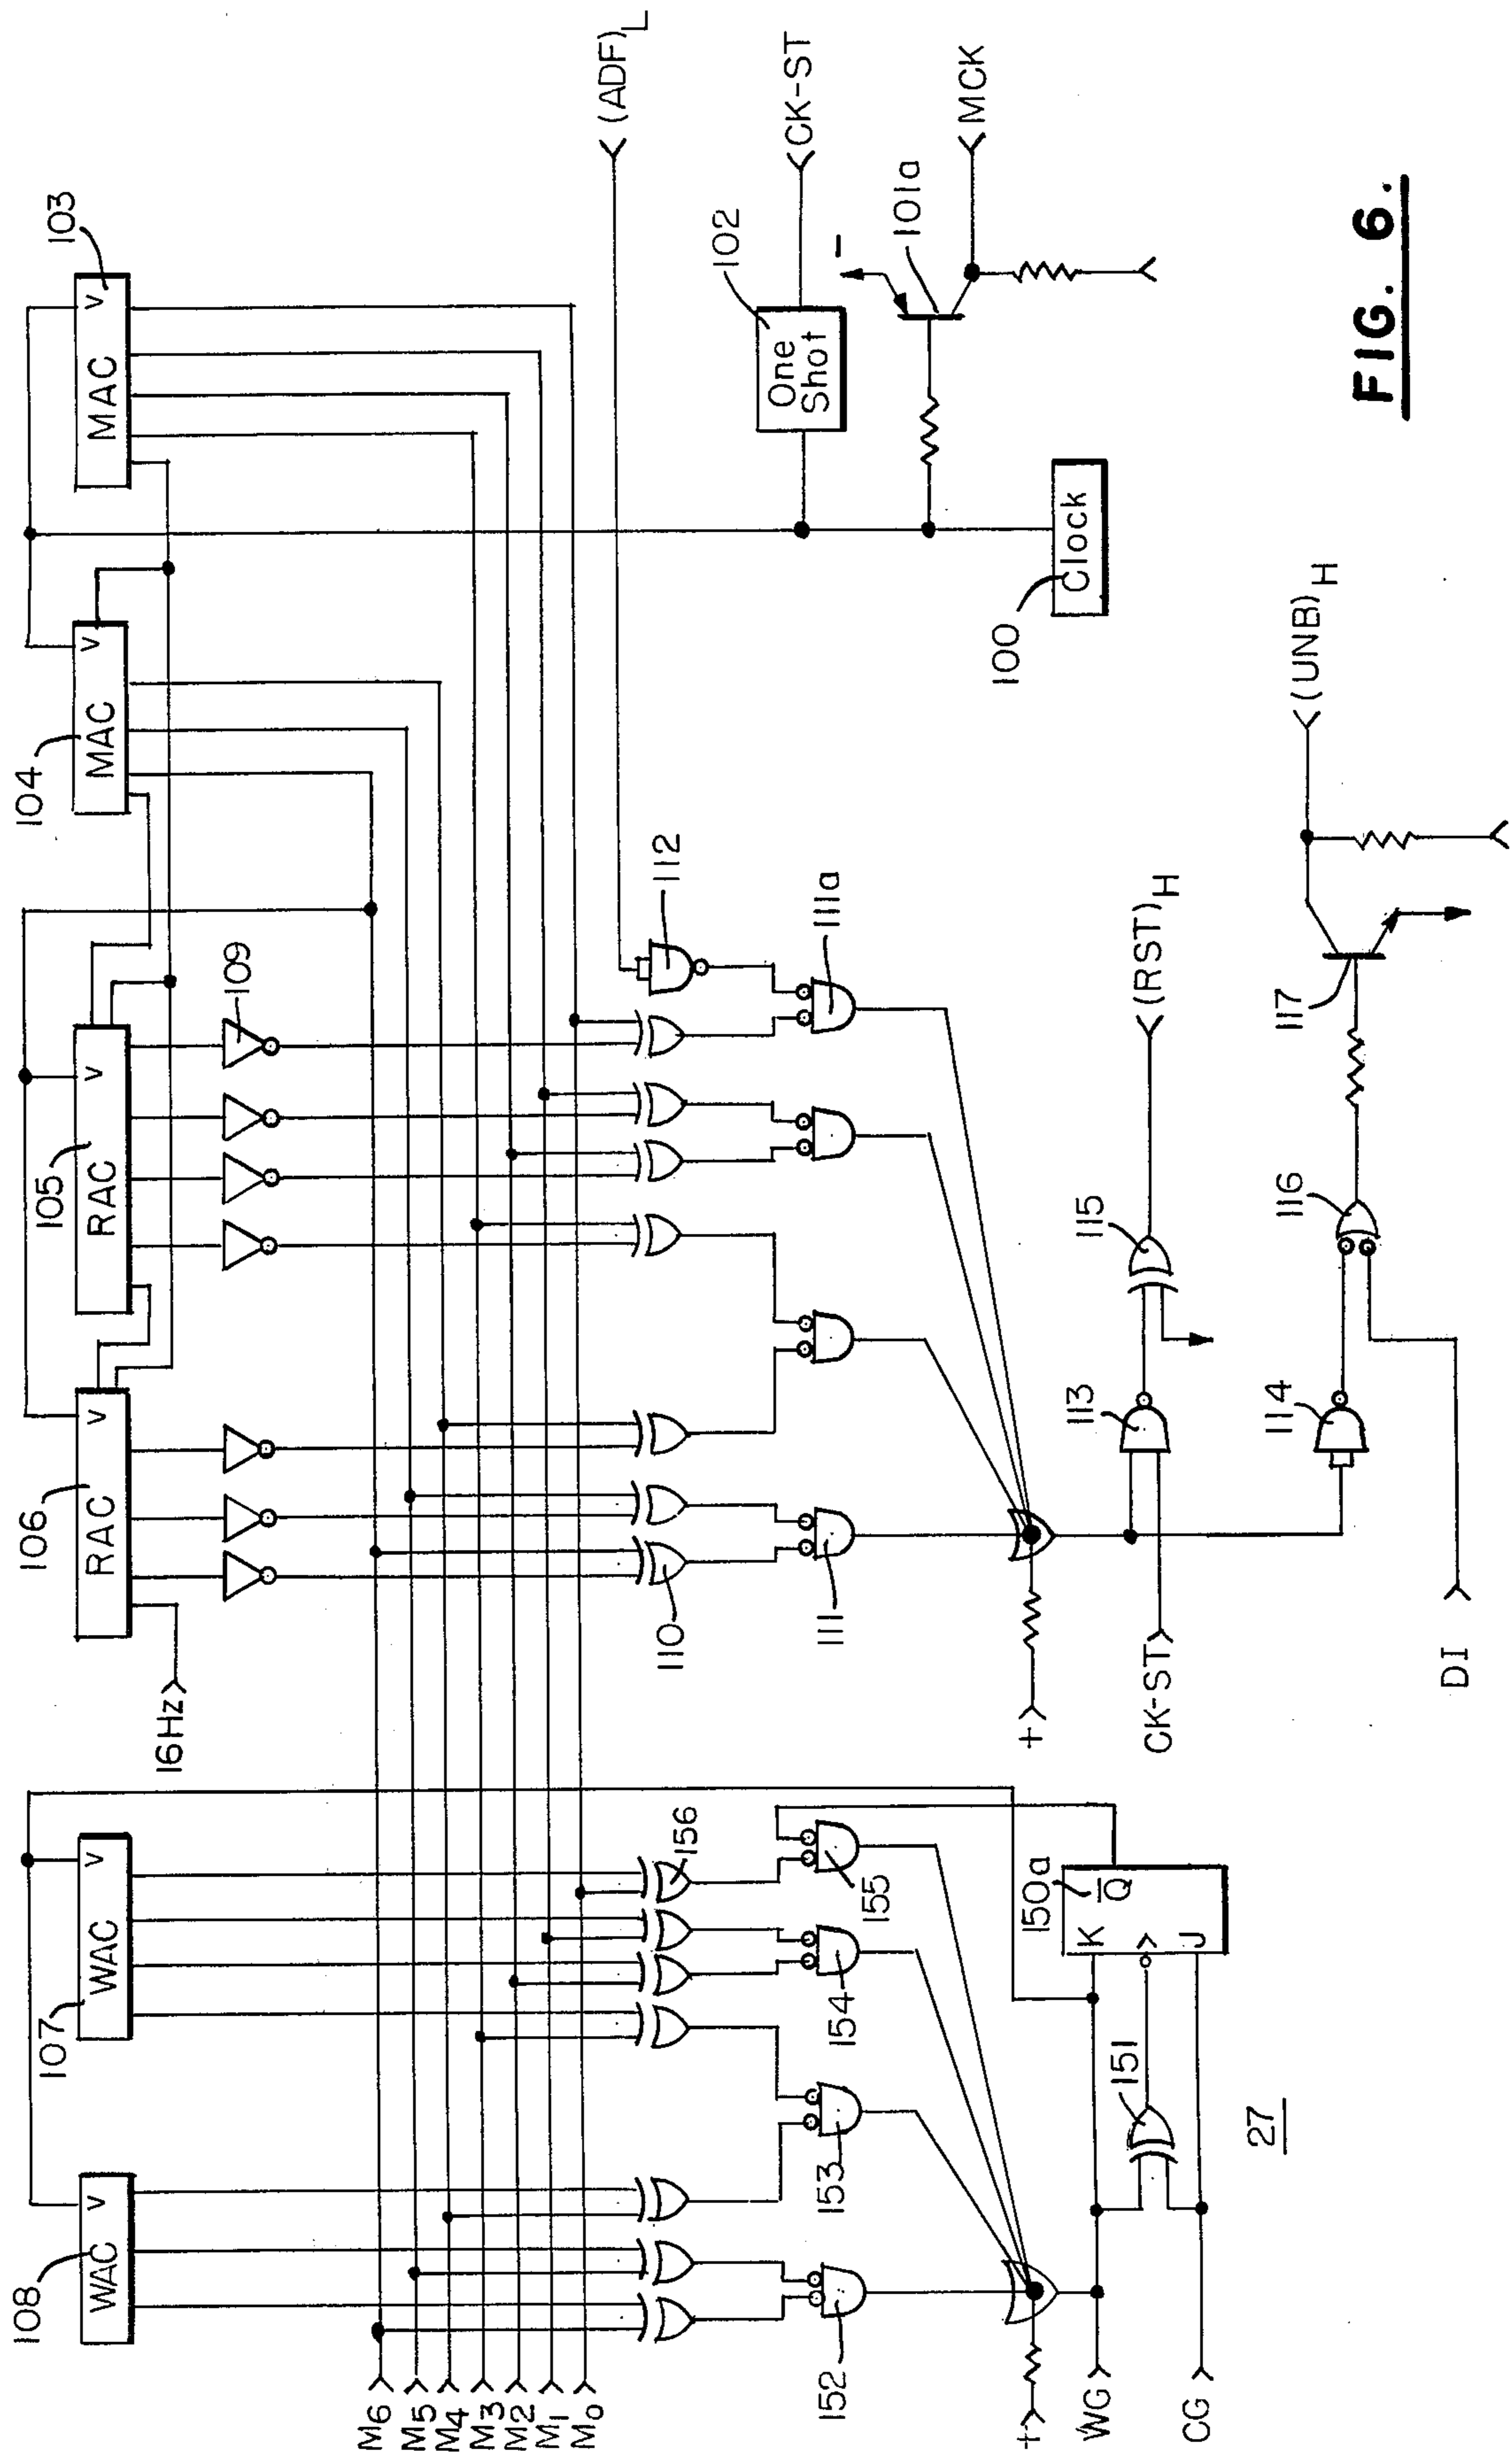 108
WAC
V
107
WAC
V
106
RAC
V
105
RAC
V
104
MAC
V
103
MAC
V
16Hz
109
M6
M5
M4
M3
M2
M1
M0
156
110
112
(ADF)L
152
153
154
155
111
111a
102
One
Shot
CK-ST
101a
−
MCK
100
Clock
+
WG
CG
151
150a
K
Q̅
J
27
+
CK-ST
113
115
(RST)H
114
116
117
(UNB)H
DI
FIG. 6.